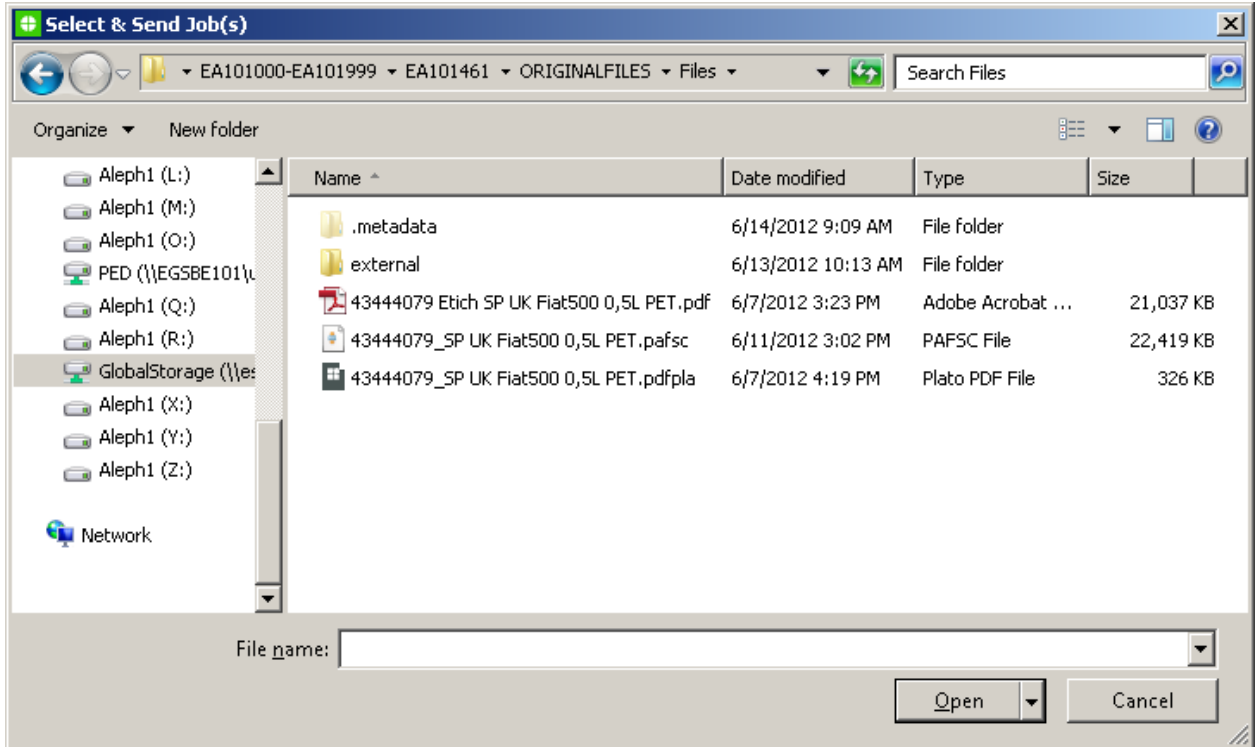 Select & Send Job(s)
EA101000-EA101999 EA101461 ORIGINALFILES Files
Search Files
Organize New folder
Name Date modified Type Size
Aleph1 (L:)
Aleph1 (M:)
Aleph1 (O:)
PED (\\EGSBE101\u
Aleph1 (Q:)
Aleph1 (R:)
GlobalStorage (\\es
Aleph1 (X:)
Aleph1 (Y:)
Aleph1 (Z:)
Network
.metadata 6/14/2012 9:09 AM File folder
external 6/13/2012 10:13 AM File folder
43444079 Etich SP UK Fiat500 0,5L PET.pdf 6/7/2012 3:23 PM Adobe Acrobat ... 21,037 KB
43444079_SP UK Fiat500 0,5L PET.pafsc 6/11/2012 3:02 PM PAFSC File 22,419 KB
43444079_SP UK Fiat500 0,5L PET.pdfpla 6/7/2012 4:19 PM Plato PDF File 326 KB
File name:
Open Cancel